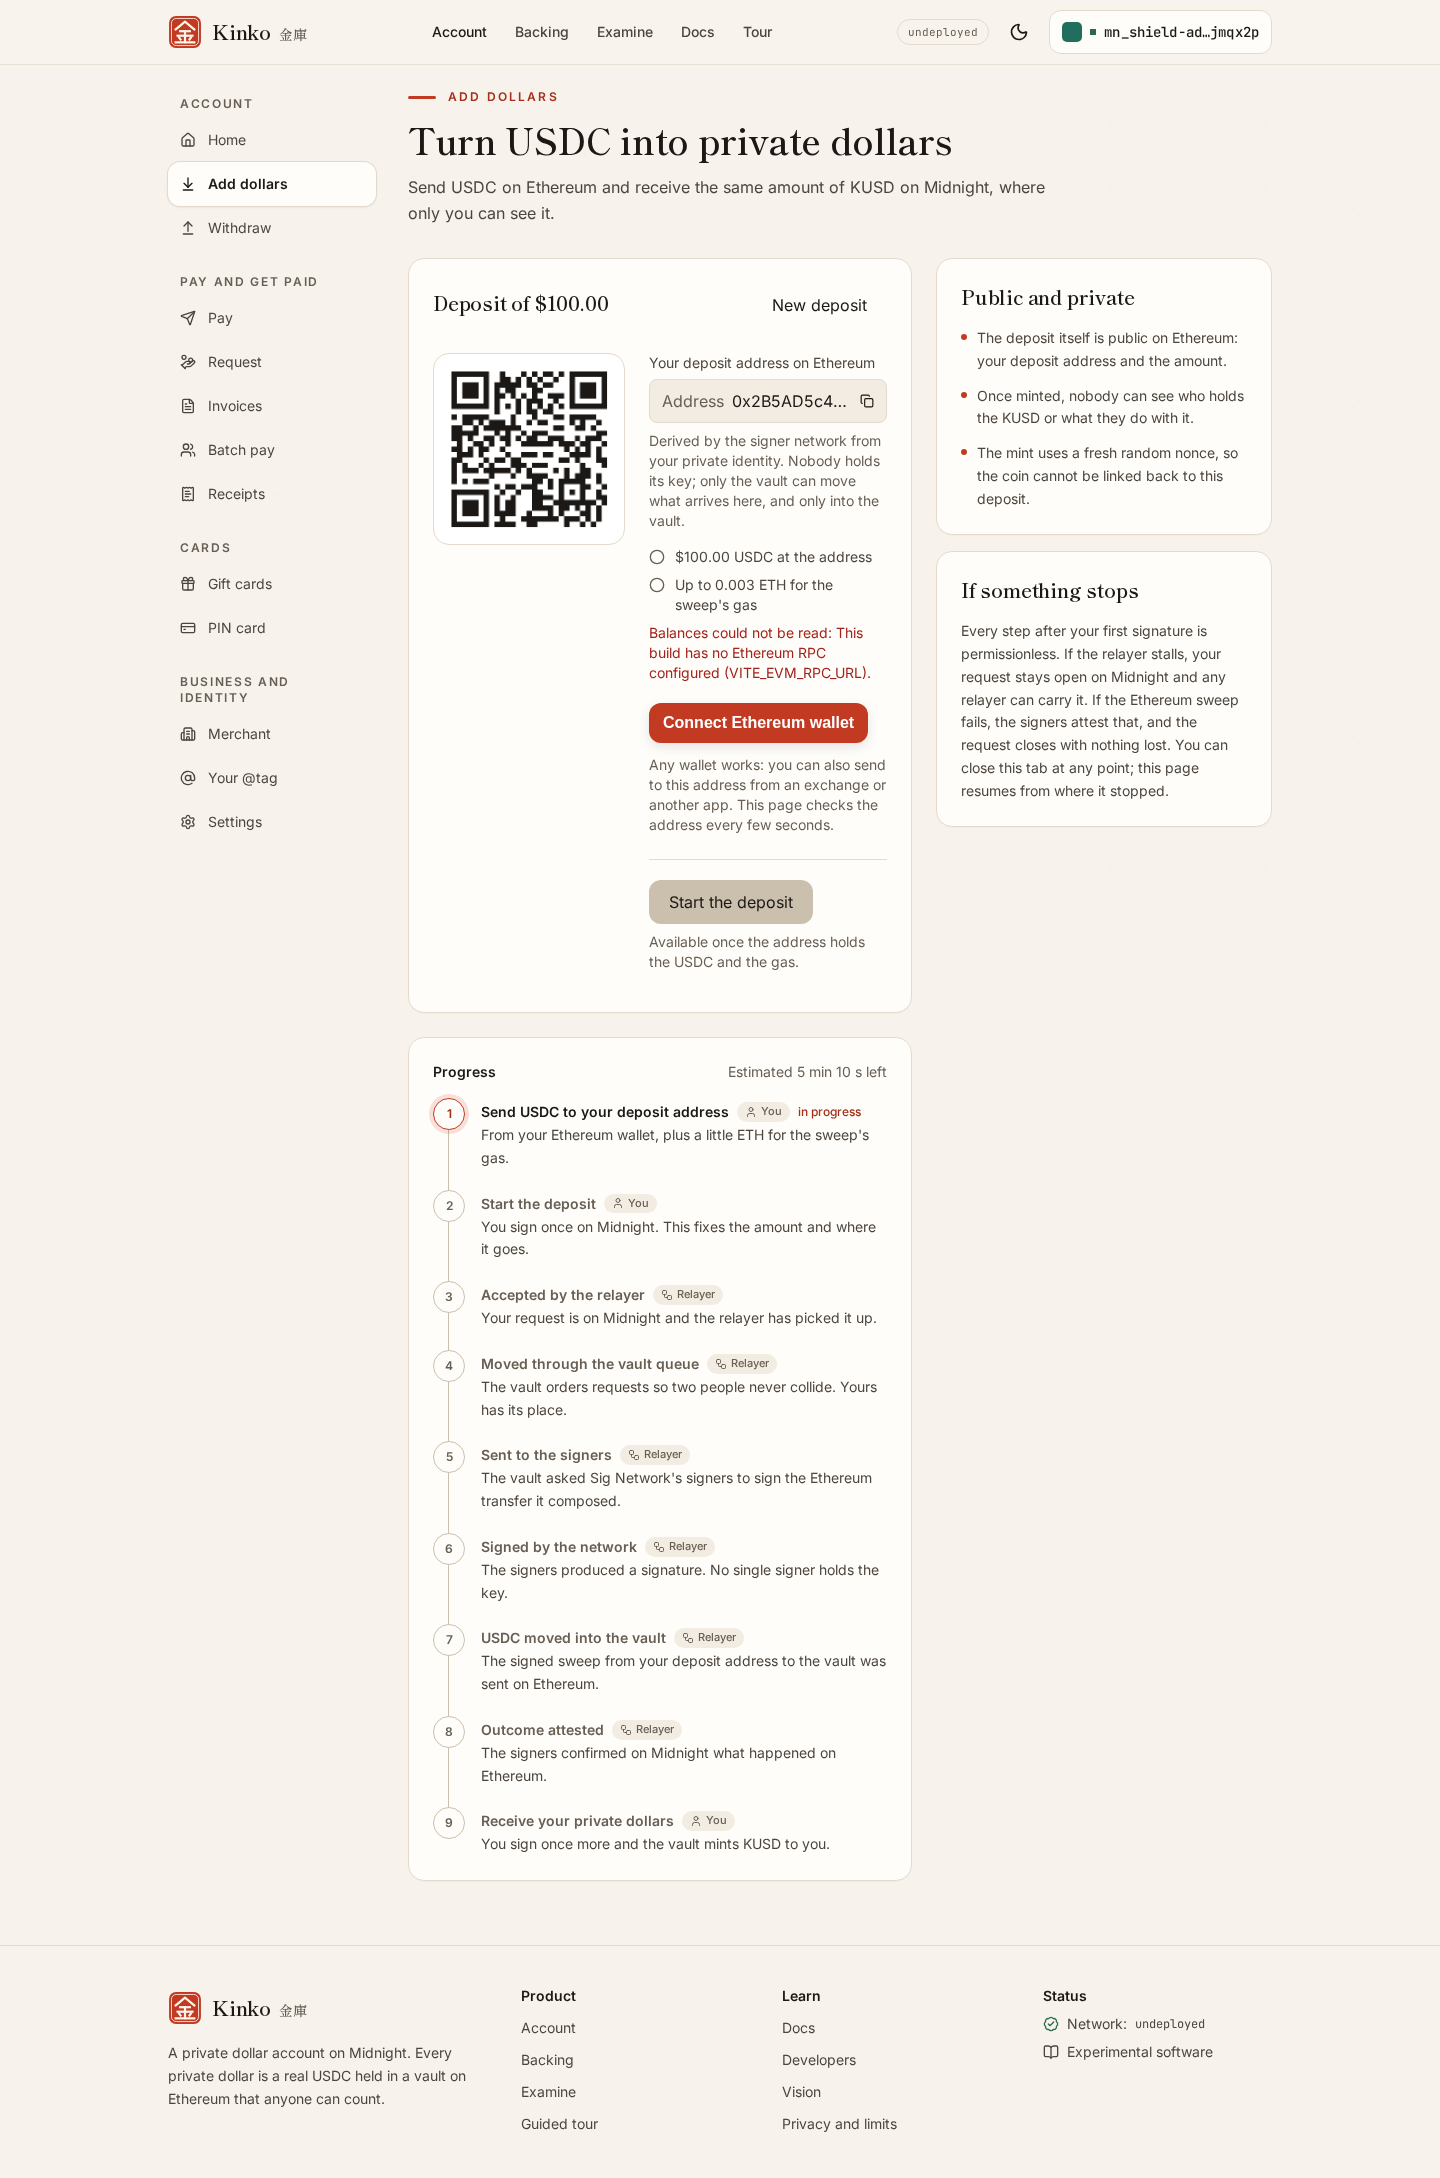 Kinko 金庫
Account
Backing
Examine
Docs
Tour
undeployed
mn_shield-ad…jmqx2p
ACCOUNT
Home
Add dollars
Withdraw
PAY AND GET PAID
Pay
Request
Invoices
Batch pay
Receipts
CARDS
Gift cards
PIN card
BUSINESS AND
IDENTITY
Merchant
Your @tag
Settings
ADD DOLLARS
Turn USDC into private dollars
Send USDC on Ethereum and receive the same amount of KUSD on Midnight, where
only you can see it.
Deposit of $100.00
New deposit
Your deposit address on Ethereum
Address 0x2B5AD5c4…
Derived by the signer network from
your private identity. Nobody holds
its key; only the vault can move
what arrives here, and only into the
vault.
$100.00 USDC at the address
Up to 0.003 ETH for the
sweep's gas
Balances could not be read: This
build has no Ethereum RPC
configured (VITE_EVM_RPC_URL).
Connect Ethereum wallet
Any wallet works: you can also send
to this address from an exchange or
another app. This page checks the
address every few seconds.
Start the deposit
Available once the address holds
the USDC and the gas.
Public and private
The deposit itself is public on Ethereum:
your deposit address and the amount.
Once minted, nobody can see who holds
the KUSD or what they do with it.
The mint uses a fresh random nonce, so
the coin cannot be linked back to this
deposit.
If something stops
Every step after your first signature is
permissionless. If the relayer stalls, your
request stays open on Midnight and any
relayer can carry it. If the Ethereum sweep
fails, the signers attest that, and the
request closes with nothing lost. You can
close this tab at any point; this page
resumes from where it stopped.
Progress
Estimated 5 min 10 s left
1 Send USDC to your deposit address You in progress
From your Ethereum wallet, plus a little ETH for the sweep's
gas.
2 Start the deposit You
You sign once on Midnight. This fixes the amount and where
it goes.
3 Accepted by the relayer Relayer
Your request is on Midnight and the relayer has picked it up.
4 Moved through the vault queue Relayer
The vault orders requests so two people never collide. Yours
has its place.
5 Sent to the signers Relayer
The vault asked Sig Network's signers to sign the Ethereum
transfer it composed.
6 Signed by the network Relayer
The signers produced a signature. No single signer holds the
key.
7 USDC moved into the vault Relayer
The signed sweep from your deposit address to the vault was
sent on Ethereum.
8 Outcome attested Relayer
The signers confirmed on Midnight what happened on
Ethereum.
9 Receive your private dollars You
You sign once more and the vault mints KUSD to you.
Kinko 金庫
A private dollar account on Midnight. Every
private dollar is a real USDC held in a vault on
Ethereum that anyone can count.
Product
Account
Backing
Examine
Guided tour
Learn
Docs
Developers
Vision
Privacy and limits
Status
Network: undeployed
Experimental software